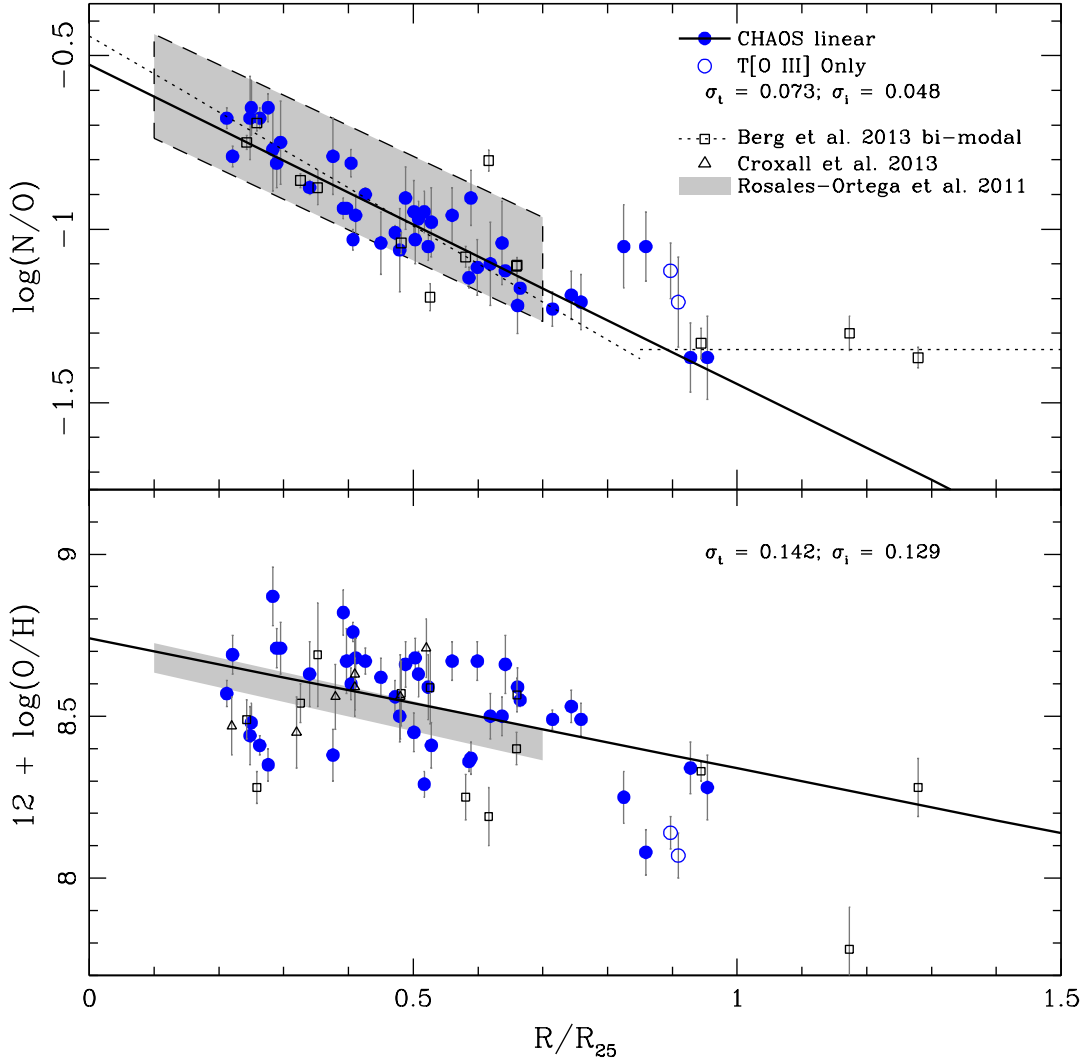 CHAOS linear
T[O III] Only
σt = 0.073; σi = 0.048
Berg et al. 2013 bi-modal
Croxall et al. 2013
Rosales-Ortega et al. 2011
−0.5
−1
−1.5
log(N/O)
σt = 0.142; σi = 0.129
9
8.5
8
12 + log(O/H)
0
0.5
1
1.5
R/R25